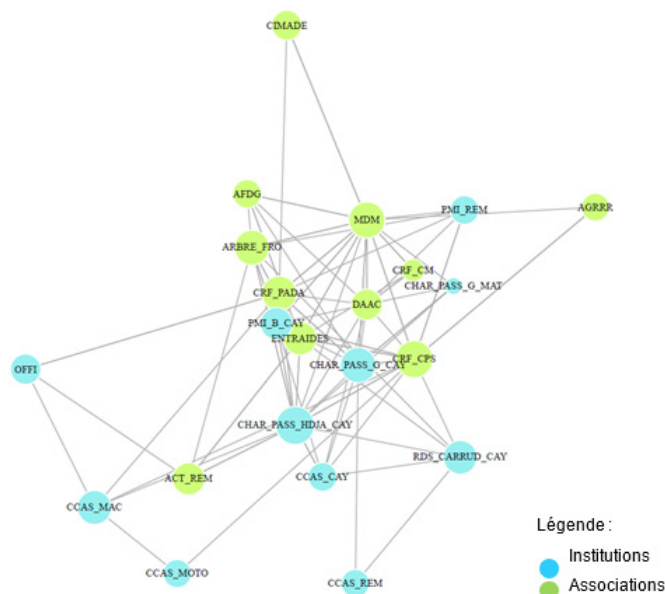 CIMADE
AFDG
MDM
PMI_REM
AGRRR
ARBRE_FRO
CRF_CM
CHAR_PASS_G_MAT
CRF_PADA
DAAC
PMI_B_CAY
ENTRAIDES
CHAR_PASS_G_CAY
CRF_CPS
OFFI
CHAR_PASS_HDJA_CAY
RDS_CARRUD_CAY
ACT_REM
CCAS_CAY
CCAS_MAC
CCAS_MOTO
CCAS_REM
Légende :
Institutions
Associations